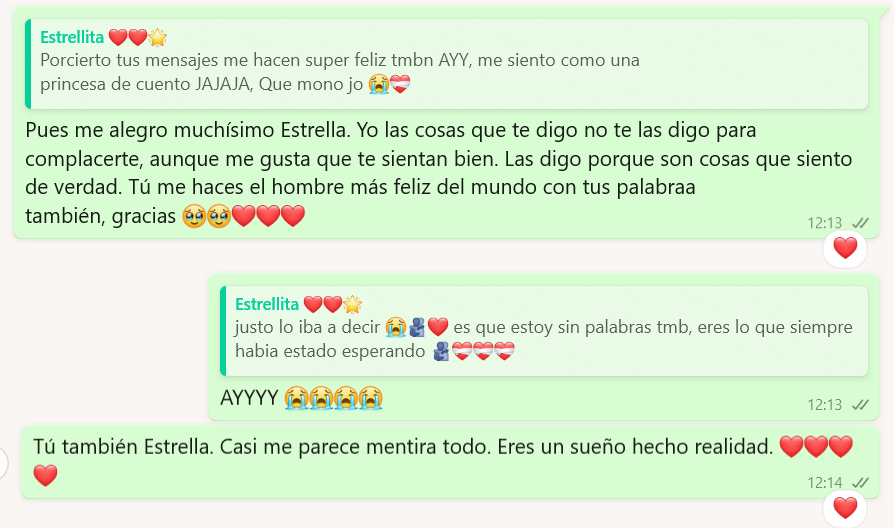 Estrellita ❤️❤️🌟
Porcierto tus mensajes me hacen super feliz tmbn AYY, me siento como una
princesa de cuento JAJAJA, Que mono jo 😭❤️‍🩹
Pues me alegro muchísimo Estrella. Yo las cosas que te digo no te las digo para
complacerte, aunque me gusta que te sientan bien. Las digo porque son cosas que siento
de verdad. Tú me haces el hombre más feliz del mundo con tus palabraa
también, gracias 🥹🥹❤️❤️❤️
12:13
❤️
Estrellita ❤️❤️🌟
justo lo iba a decir 😭🫂❤️ es que estoy sin palabras tmb, eres lo que siempre
habia estado esperando 🫂❤️‍🩹❤️‍🩹❤️‍🩹
AYYYY 😭😭😭😭
12:13
Tú también Estrella. Casi me parece mentira todo. Eres un sueño hecho realidad. ❤️❤️❤️
❤️
12:14
❤️